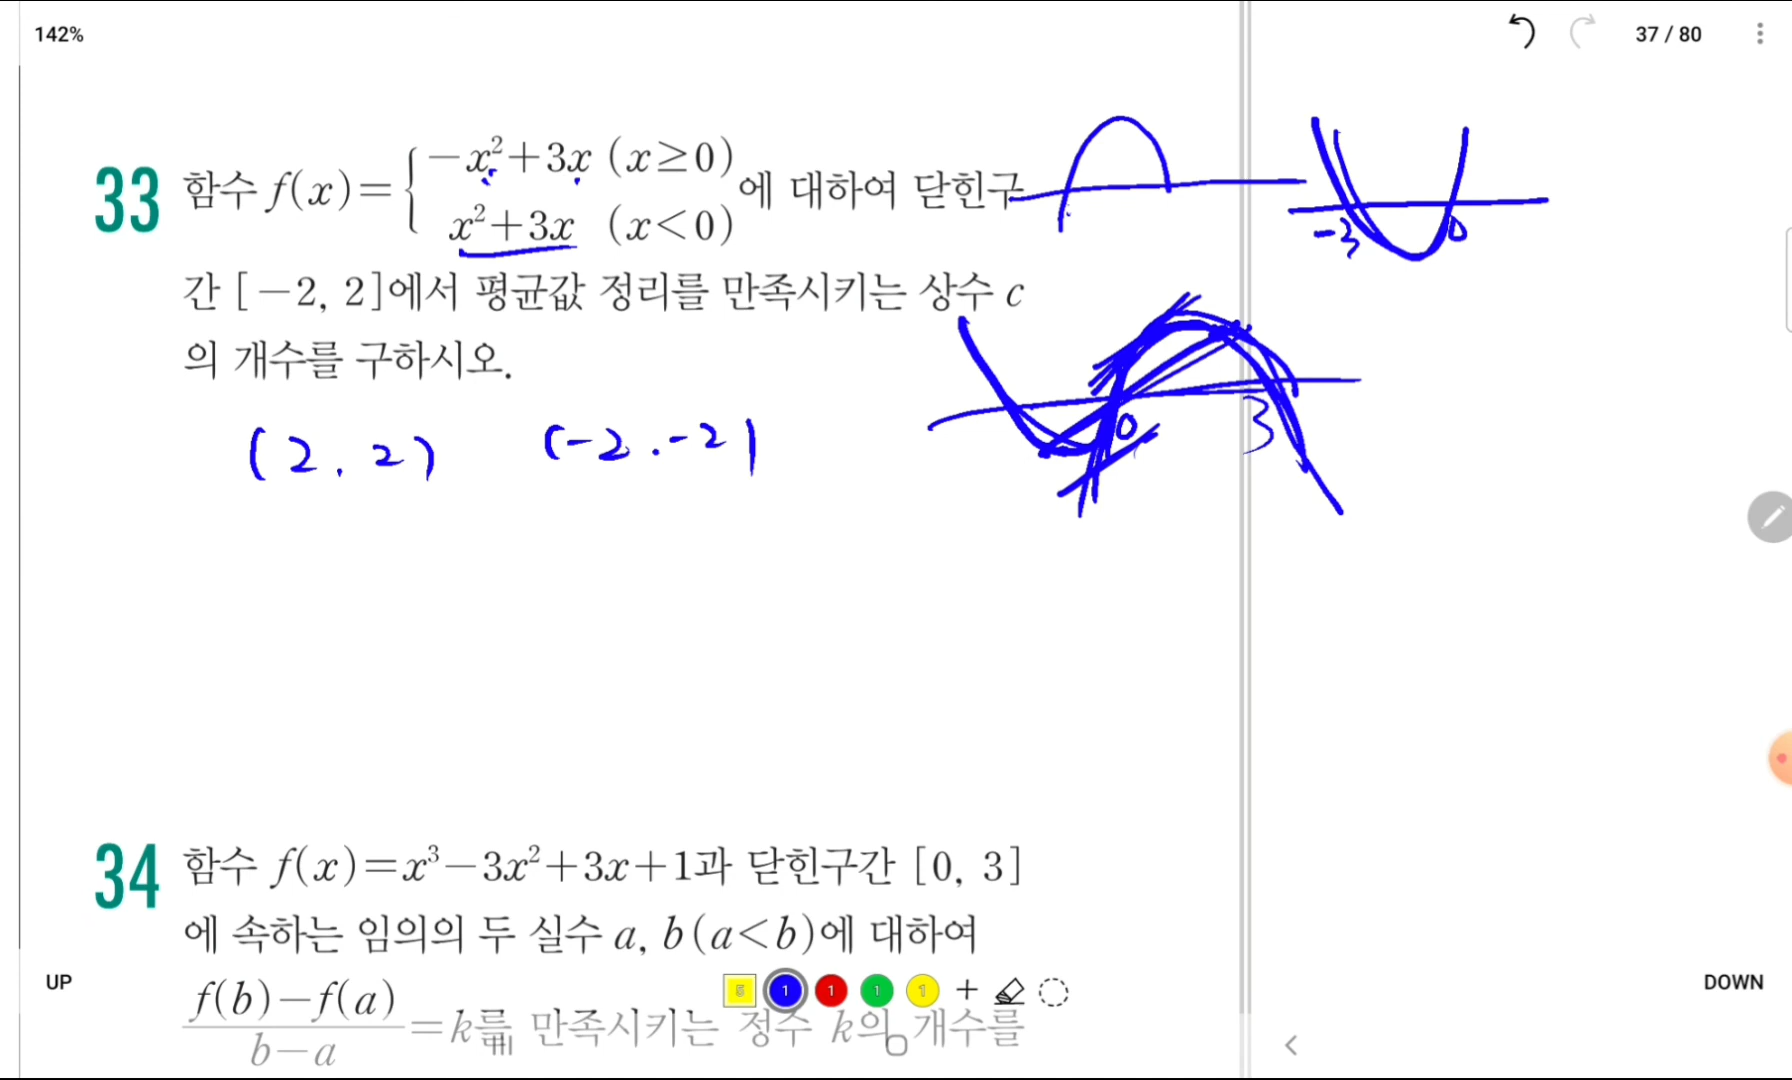 142%
37 / 80
33 함수 f(x)={ -x²+3x (x≥0) 에 대하여 닫힌구
x²+3x (x<0)
간 [-2, 2]에서 평균값 정리를 만족시키는 상수 c
의 개수를 구하시오.
(2. 2) (-2. -2)
-3 0
0 3
34 함수 f(x)=x³-3x²+3x+1과 닫힌구간 [0, 3]
에 속하는 임의의 두 실수 a, b(a<b)에 대하여
UP
5 1 1 1 1 +
DOWN
f(b)-f(a)
b-a
=k를 만족시키는 정수 k의 개수를